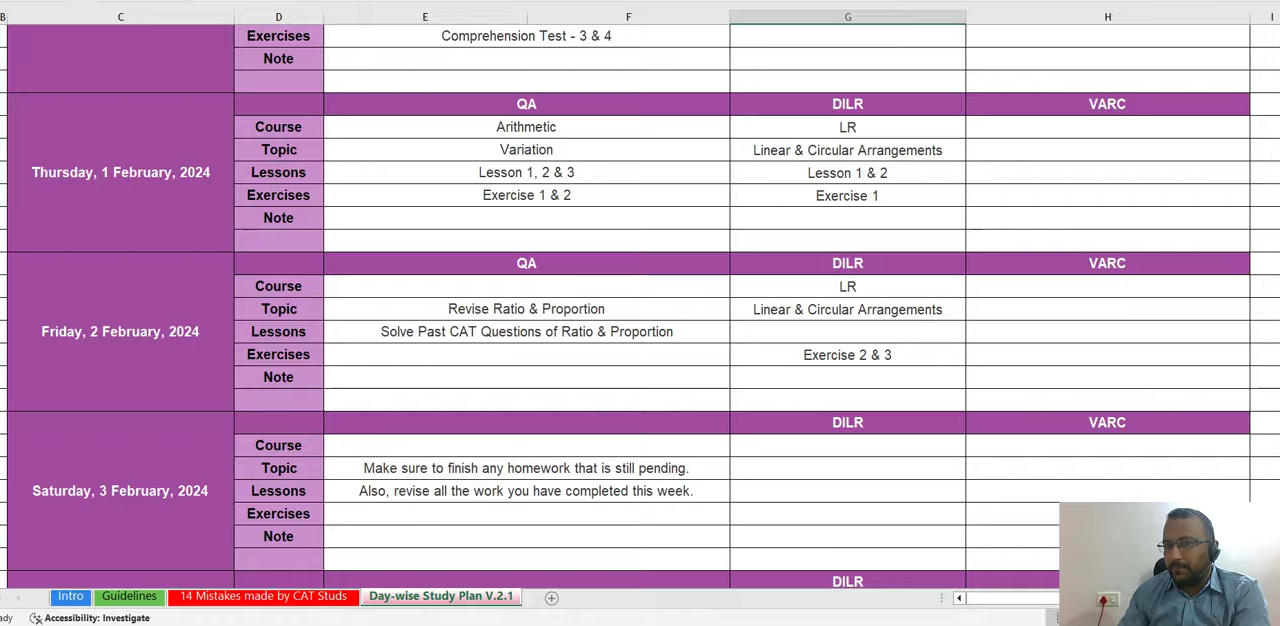 B C D E F G H I
Exercises Comprehension Test - 3 & 4
Note
QA DILR VARC
Course Arithmetic LR
Topic Variation Linear & Circular Arrangements
Thursday, 1 February, 2024 Lessons Lesson 1, 2 & 3 Lesson 1 & 2
Exercises Exercise 1 & 2 Exercise 1
Note
QA DILR VARC
Course LR
Topic Revise Ratio & Proportion Linear & Circular Arrangements
Friday, 2 February, 2024 Lessons Solve Past CAT Questions of Ratio & Proportion
Exercises Exercise 2 & 3
Note
DILR VARC
Course
Topic Make sure to finish any homework that is still pending.
Saturday, 3 February, 2024 Lessons Also, revise all the work you have completed this week.
Exercises
Note
DILR
Intro Guidelines 14 Mistakes made by CAT Studs Day-wise Study Plan V.2.1
ady Accessibility: Investigate